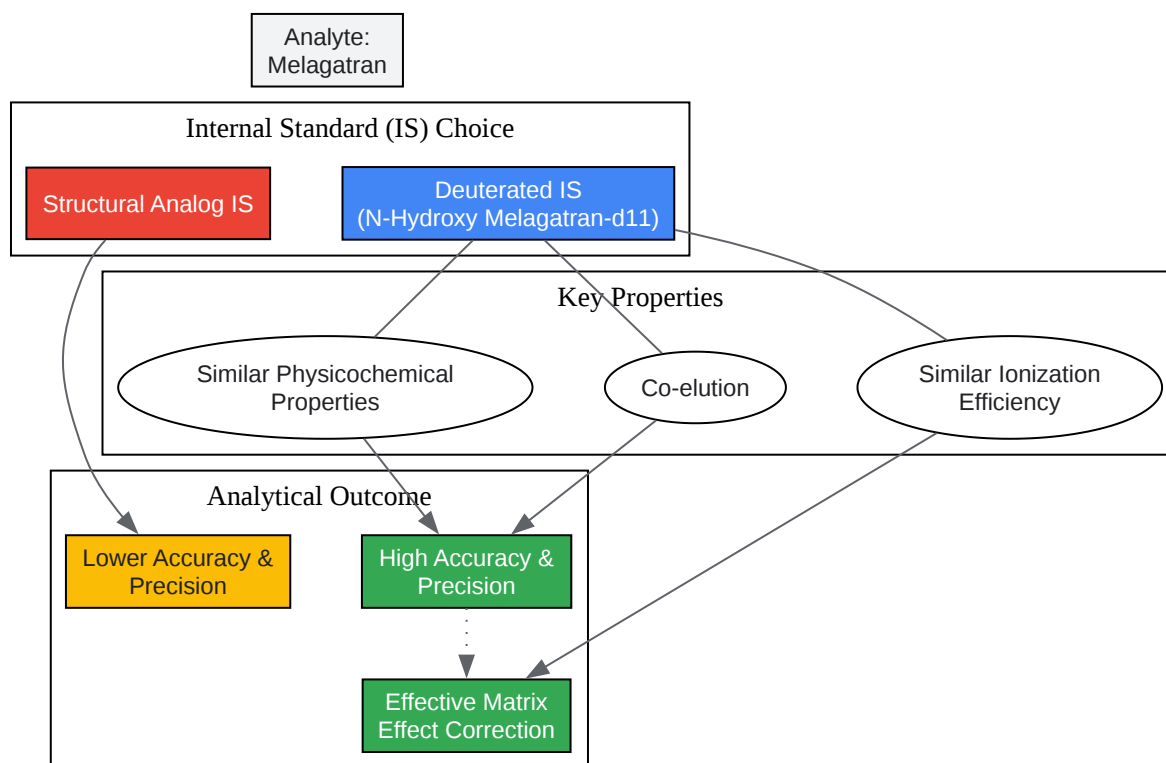 Analyte:
Melagatran
Internal Standard (IS) Choice
Structural Analog IS
Deuterated IS
(N-Hydroxy Melagatran-d11)
Key Properties
Similar Physicochemical
Properties
Co-elution
Similar Ionization
Efficiency
Analytical Outcome
Lower Accuracy &
Precision
High Accuracy &
Precision
Effective Matrix
Effect Correction